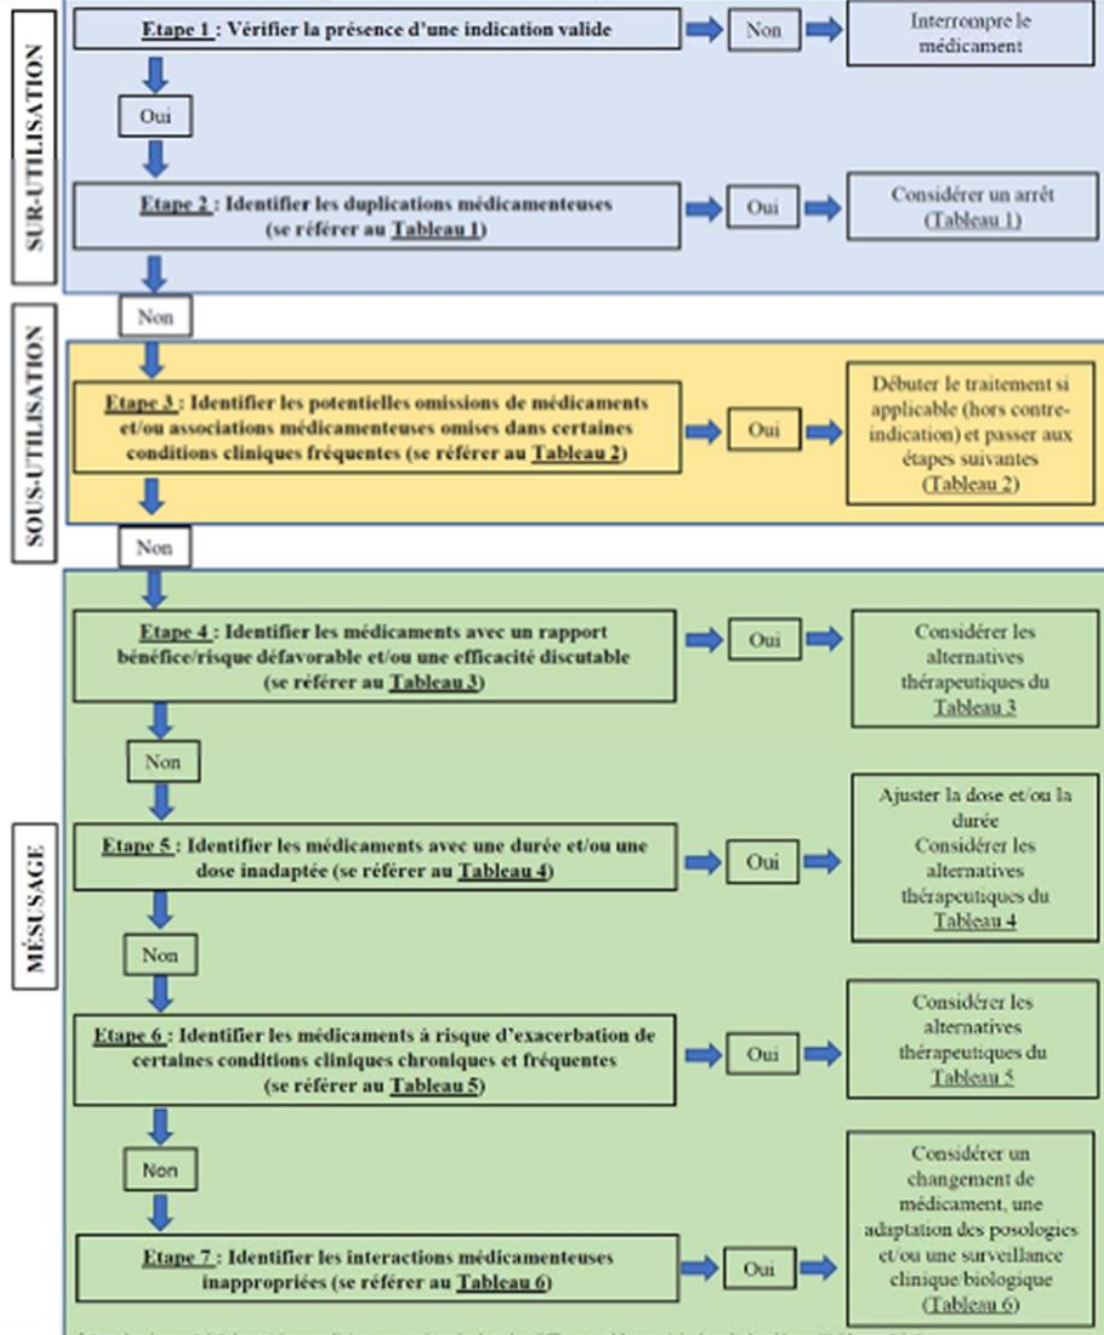 SUR-UTILISATION
Etape 1 : Vérifier la présence d'une indication valide
Non
Interrompre le
médicament
Oui
Etape 2 : Identifier les duplications médicamenteuses
(se référer au Tableau 1)
Oui
Considérer un arrêt
(Tableau 1)
Non
SOUS-UTILISATION
Etape 3 : Identifier les potentielles omissions de médicaments
et/ou associations médicamenteuses omises dans certaines
conditions cliniques fréquentes (se référer au Tableau 2)
Oui
Débuter le traitement si
applicable (hors contre-
indication) et passer aux
étapes suivantes
(Tableau 2)
Non
MÉSUSAGE
Etape 4 : Identifier les médicaments avec un rapport
bénéfice/risque défavorable et/ou une efficacité discutable
(se référer au Tableau 3)
Oui
Considérer les
alternatives
thérapeutiques du
Tableau 3
Non
Etape 5 : Identifier les médicaments avec une durée et/ou une
dose inadaptée (se référer au Tableau 4)
Oui
Ajuster la dose et/ou la
durée
Considérer les
alternatives
thérapeutiques du
Tableau 4
Non
Etape 6 : Identifier les médicaments à risque d'exacerbation de
certaines conditions cliniques chroniques et fréquentes
(se référer au Tableau 5)
Oui
Considérer les
alternatives
thérapeutiques du
Tableau 5
Non
Etape 7 : Identifier les interactions médicamenteuses
inappropriées (se référer au Tableau 6)
Oui
Considérer un
changement de
médicament, une
adaptation des posologies
et/ou une surveillance
clinique/biologique
(Tableau 6)